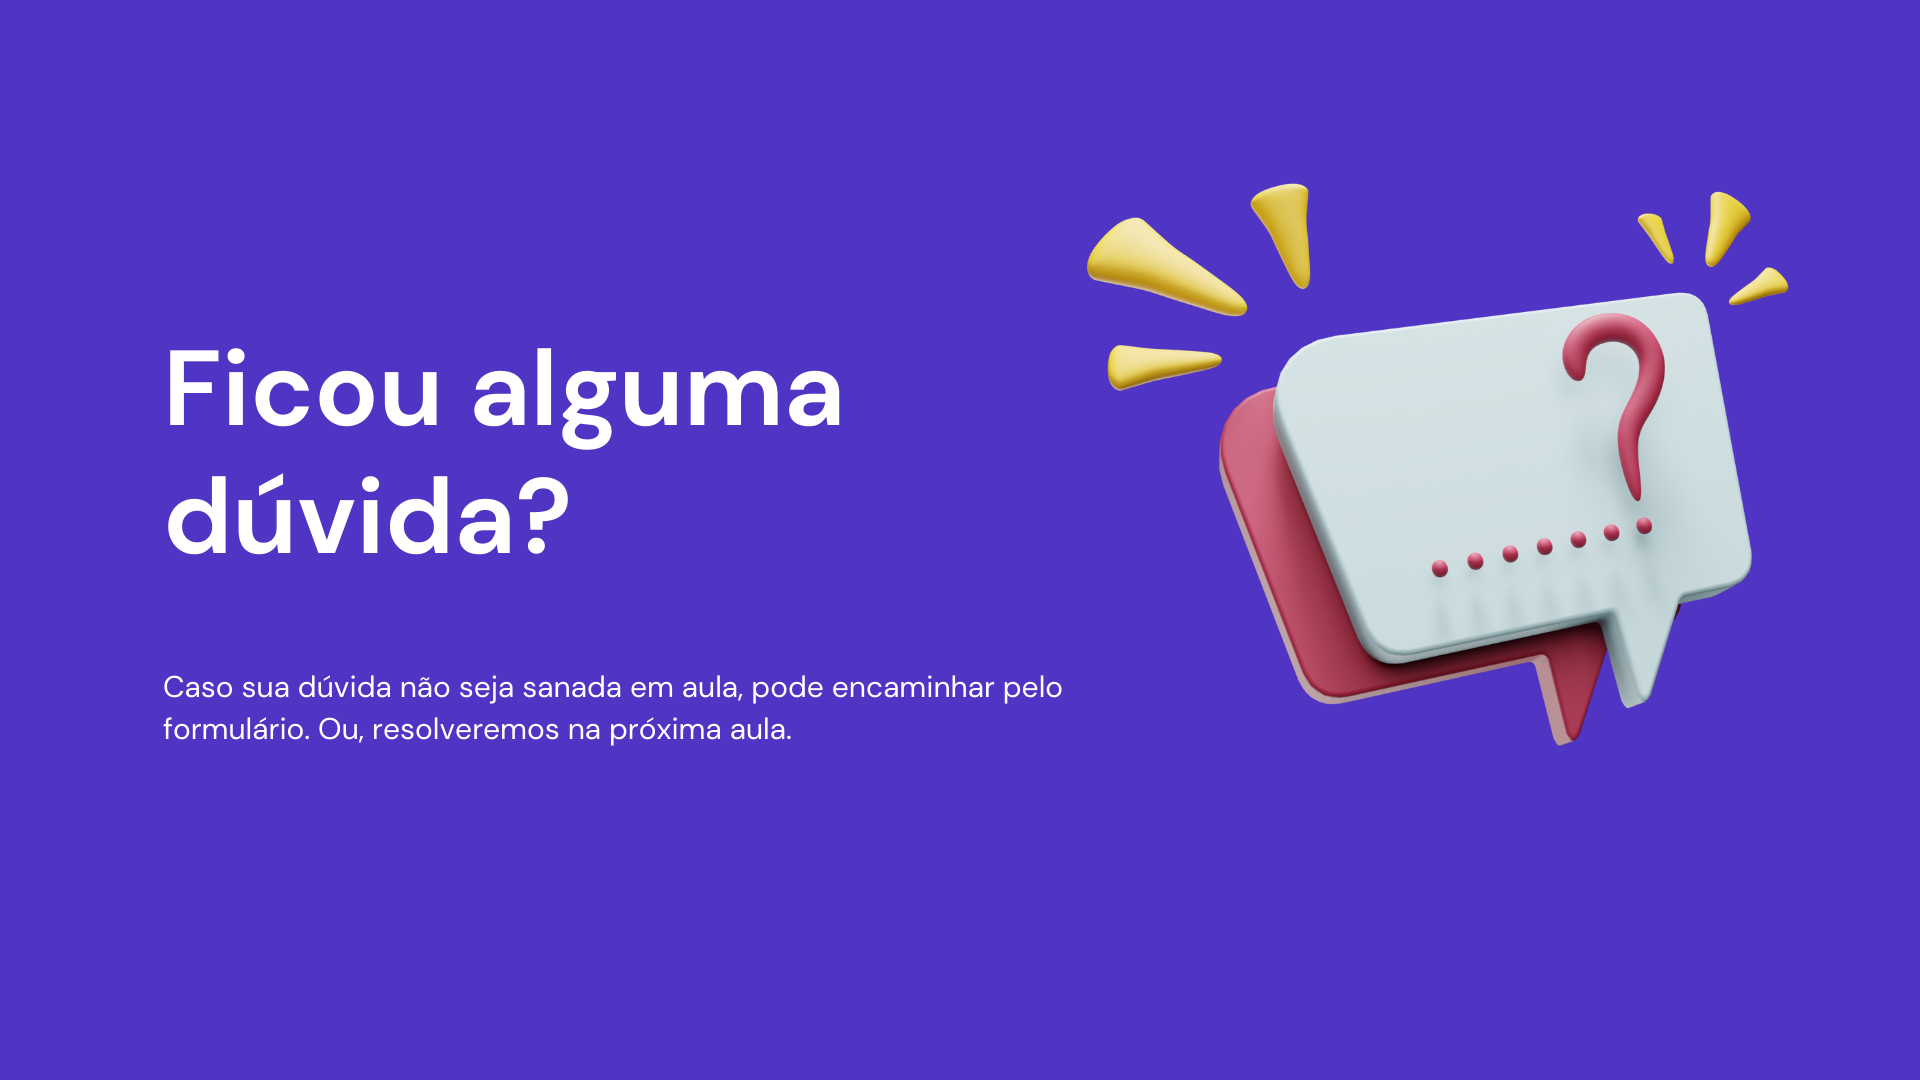 Ficou alguma
dúvida?
Caso sua dúvida não seja sanada em aula, pode encaminhar pelo
formulário. Ou, resolveremos na próxima aula.